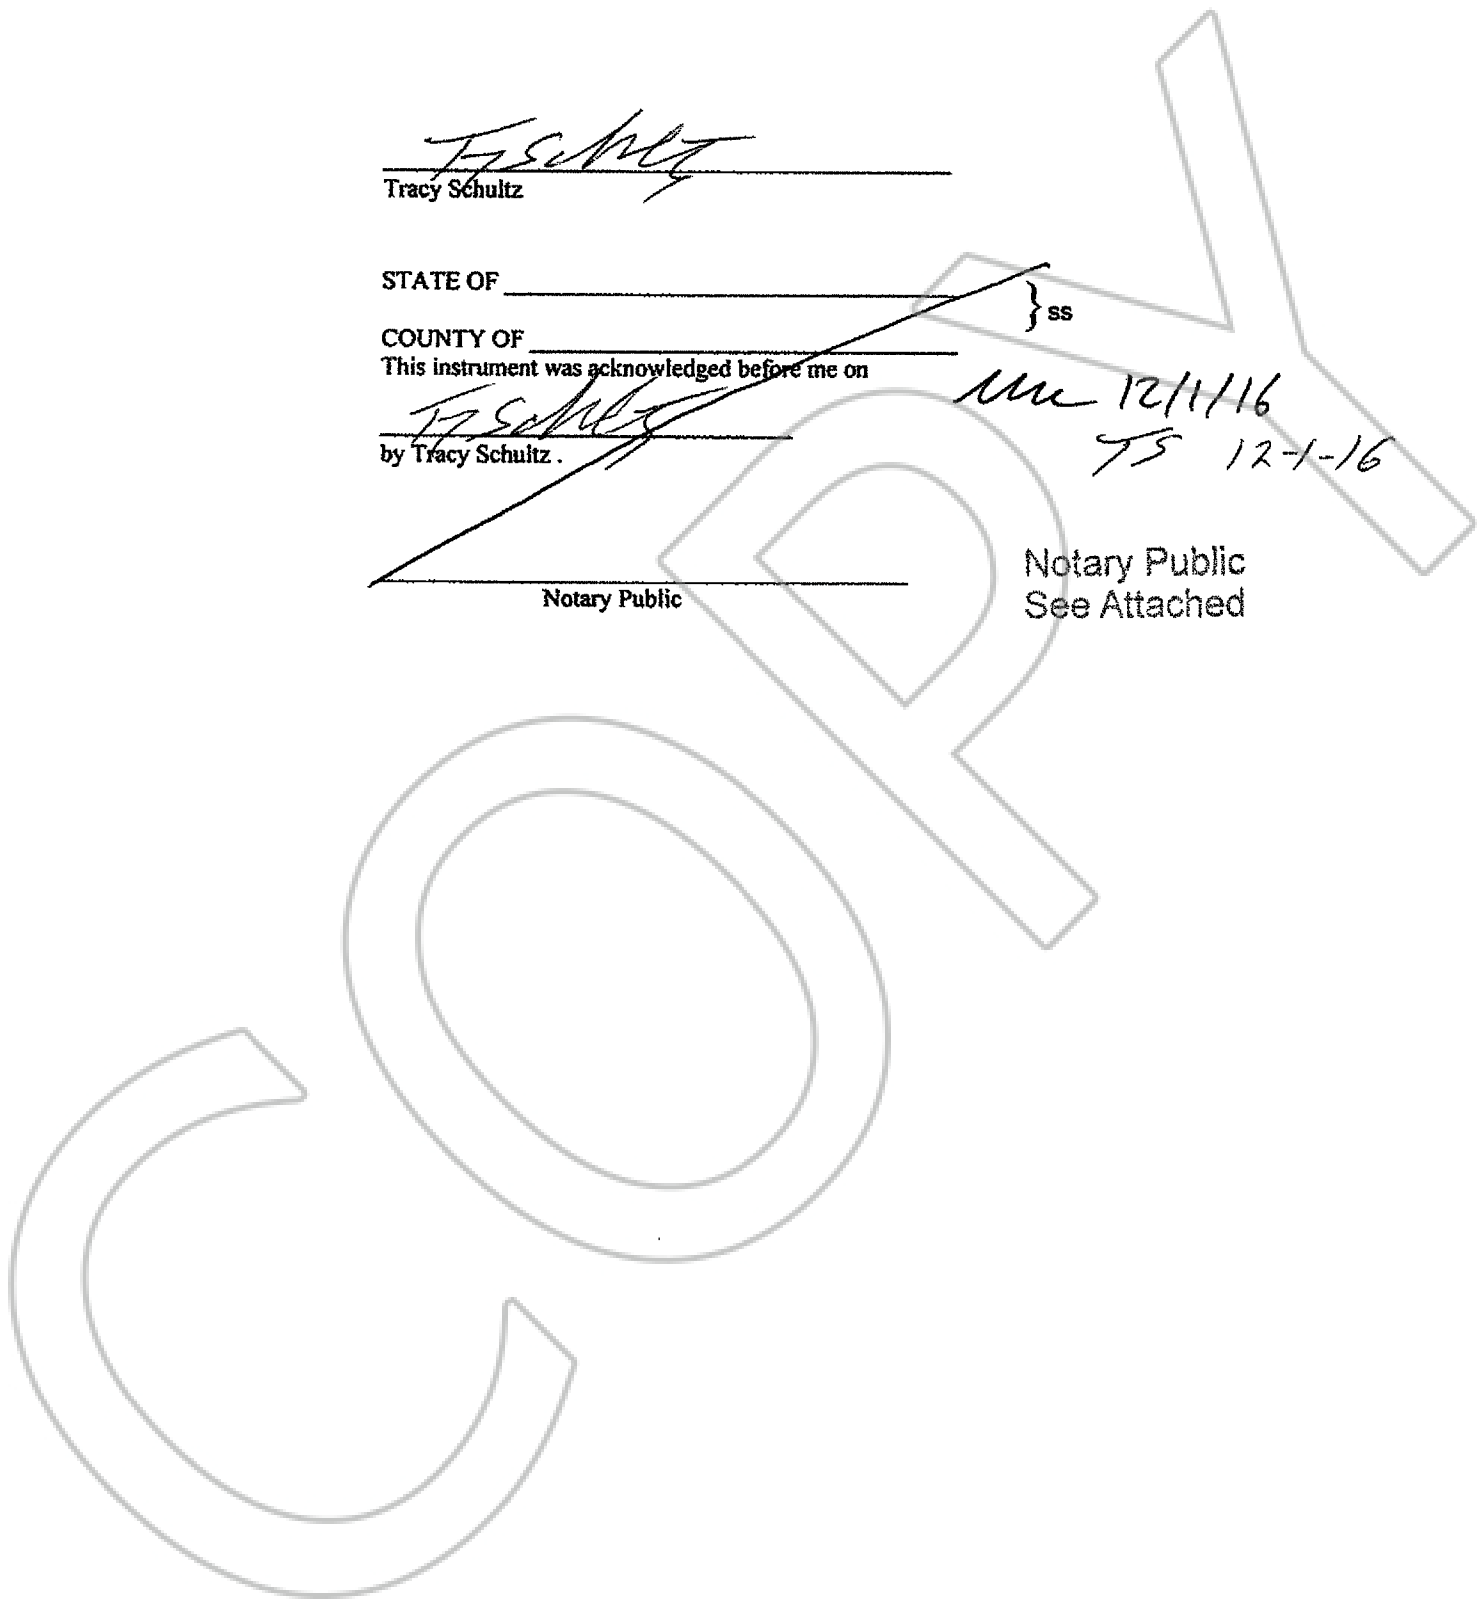 Tracy Schultz
STATE OF
} ss
COUNTY OF
This instrument was acknowledged before me on
12/1/16
TS 12-1-16
by Tracy Schultz .
Notary Public
Notary Public
See Attached
COPY